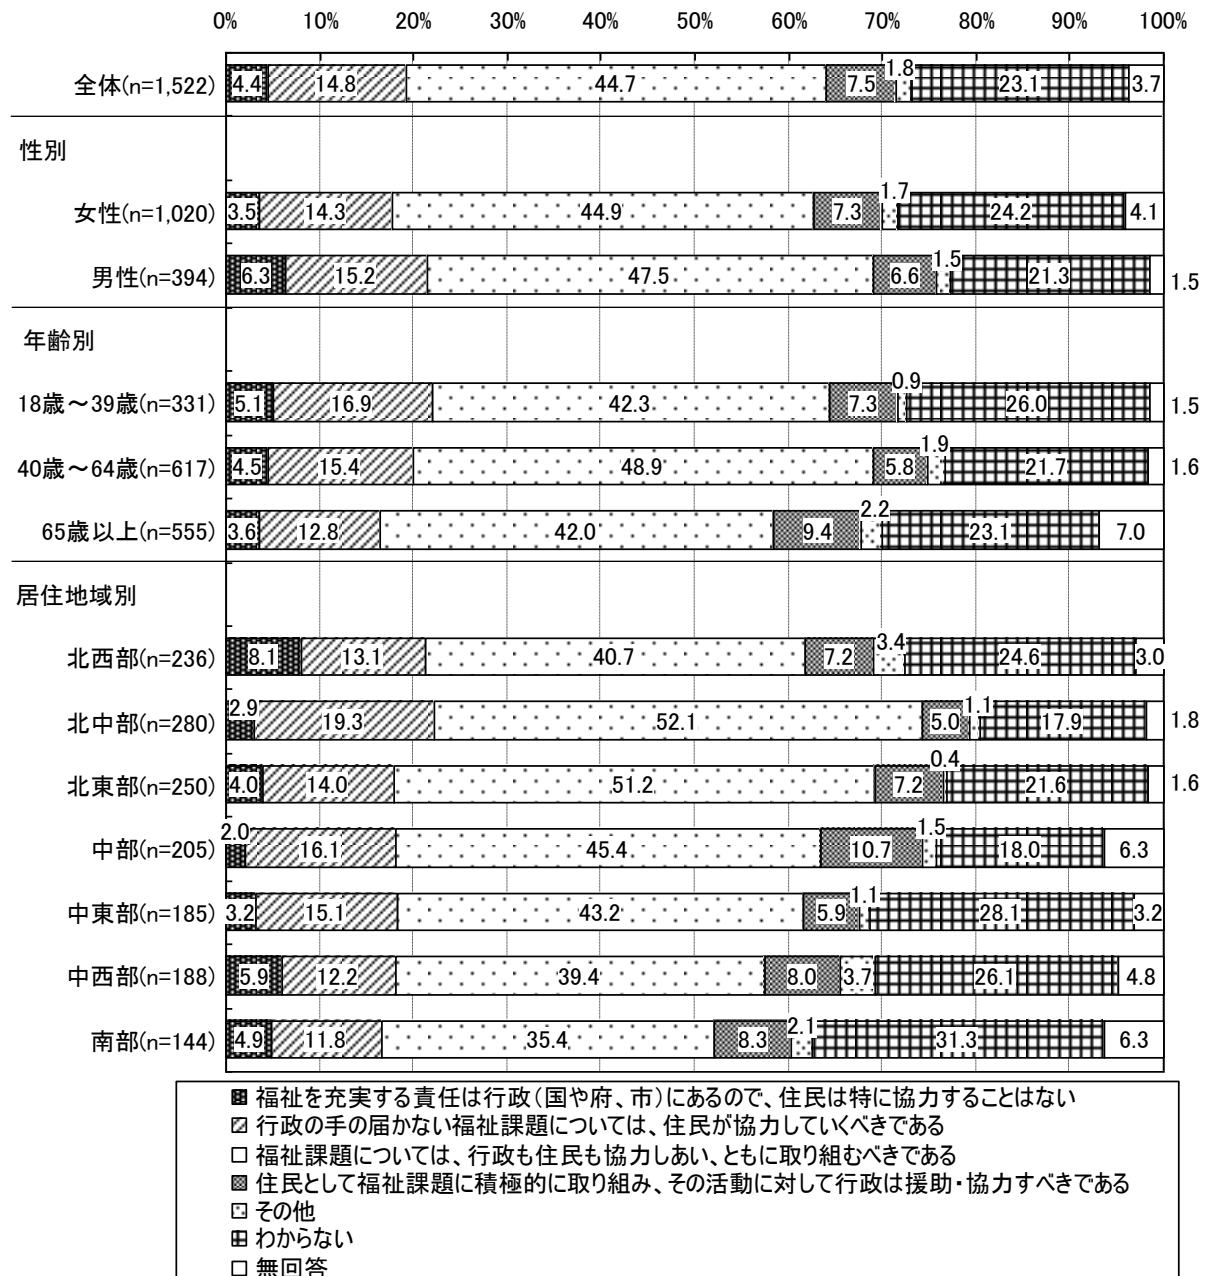 0% 10% 20% 30% 40% 50% 60% 70% 80% 90% 100%
全体(n=1,522) 4.4 14.8 44.7 7.5 1.8 23.1 3.7
性別
女性(n=1,020) 3.5 14.3 44.9 7.3 1.7 24.2 4.1
男性(n=394) 6.3 15.2 47.5 6.6 1.5 21.3 1.5
年齢別
18歳～39歳(n=331) 5.1 16.9 42.3 7.3 0.9 26.0 1.5
40歳～64歳(n=617) 4.5 15.4 48.9 5.8 1.9 21.7 1.6
65歳以上(n=555) 3.6 12.8 42.0 9.4 2.2 23.1 7.0
居住地域別
北西部(n=236) 8.1 13.1 40.7 7.2 3.4 24.6 3.0
北中部(n=280) 2.9 19.3 52.1 5.0 1.1 17.9 1.8
北東部(n=250) 4.0 14.0 51.2 7.2 0.4 21.6 1.6
中部(n=205) 2.0 16.1 45.4 10.7 1.5 18.0 6.3
中東部(n=185) 3.2 15.1 43.2 5.9 1.1 28.1 3.2
中西部(n=188) 5.9 12.2 39.4 8.0 3.7 26.1 4.8
南部(n=144) 4.9 11.8 35.4 8.3 2.1 31.3 6.3
福祉を充実する責任は行政（国や府、市）にあるので、住民は特に協力することはない
行政の手の届かない福祉課題については、住民が協力していくべきである
福祉課題については、行政も住民も協力しあい、ともに取り組むべきである
住民として福祉課題に積極的に取り組み、その活動に対して行政は援助・協力すべきである
その他
わからない
無回答